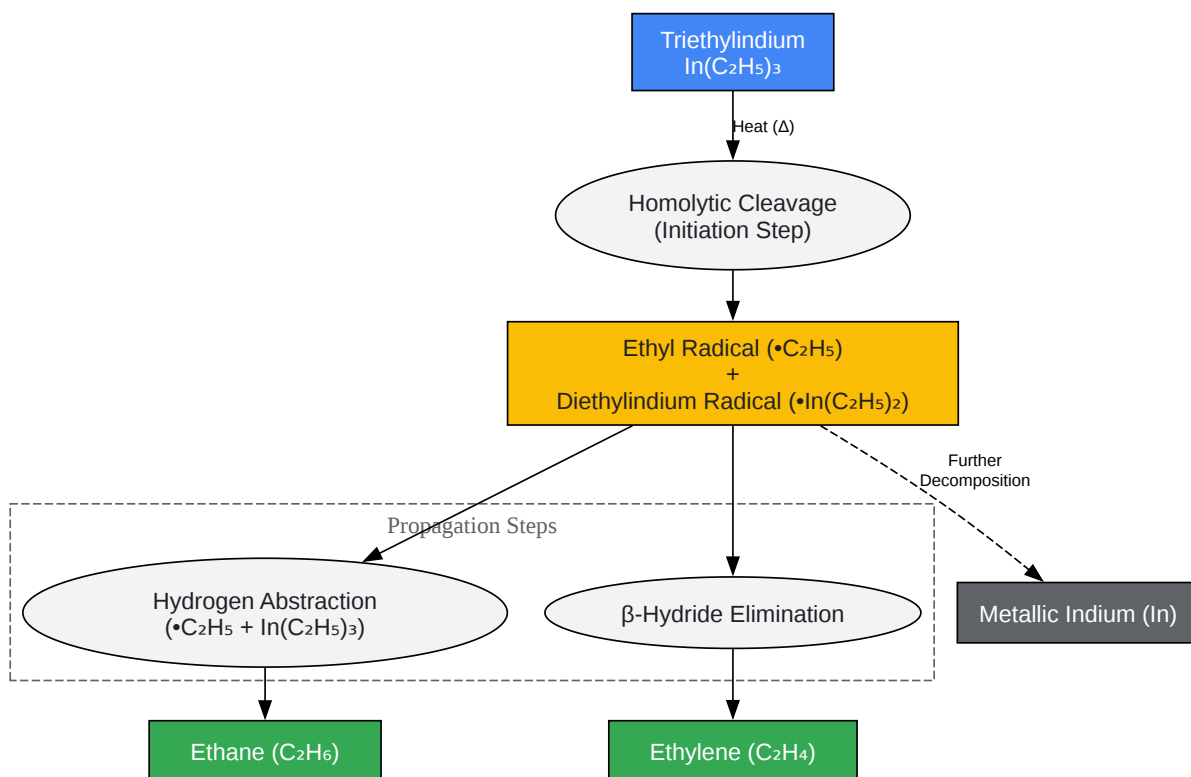 Triethylindium
In(C₂H₅)₃
Heat (Δ)
Homolytic Cleavage
(Initiation Step)
Ethyl Radical (•C₂H₅)
+
Diethylindium Radical (•In(C₂H₅)₂)
Further
Decomposition
Propagation Steps
Hydrogen Abstraction
(•C₂H₅ + In(C₂H₅)₃)
β-Hydride Elimination
Metallic Indium (In)
Ethane (C₂H₆)
Ethylene (C₂H₄)